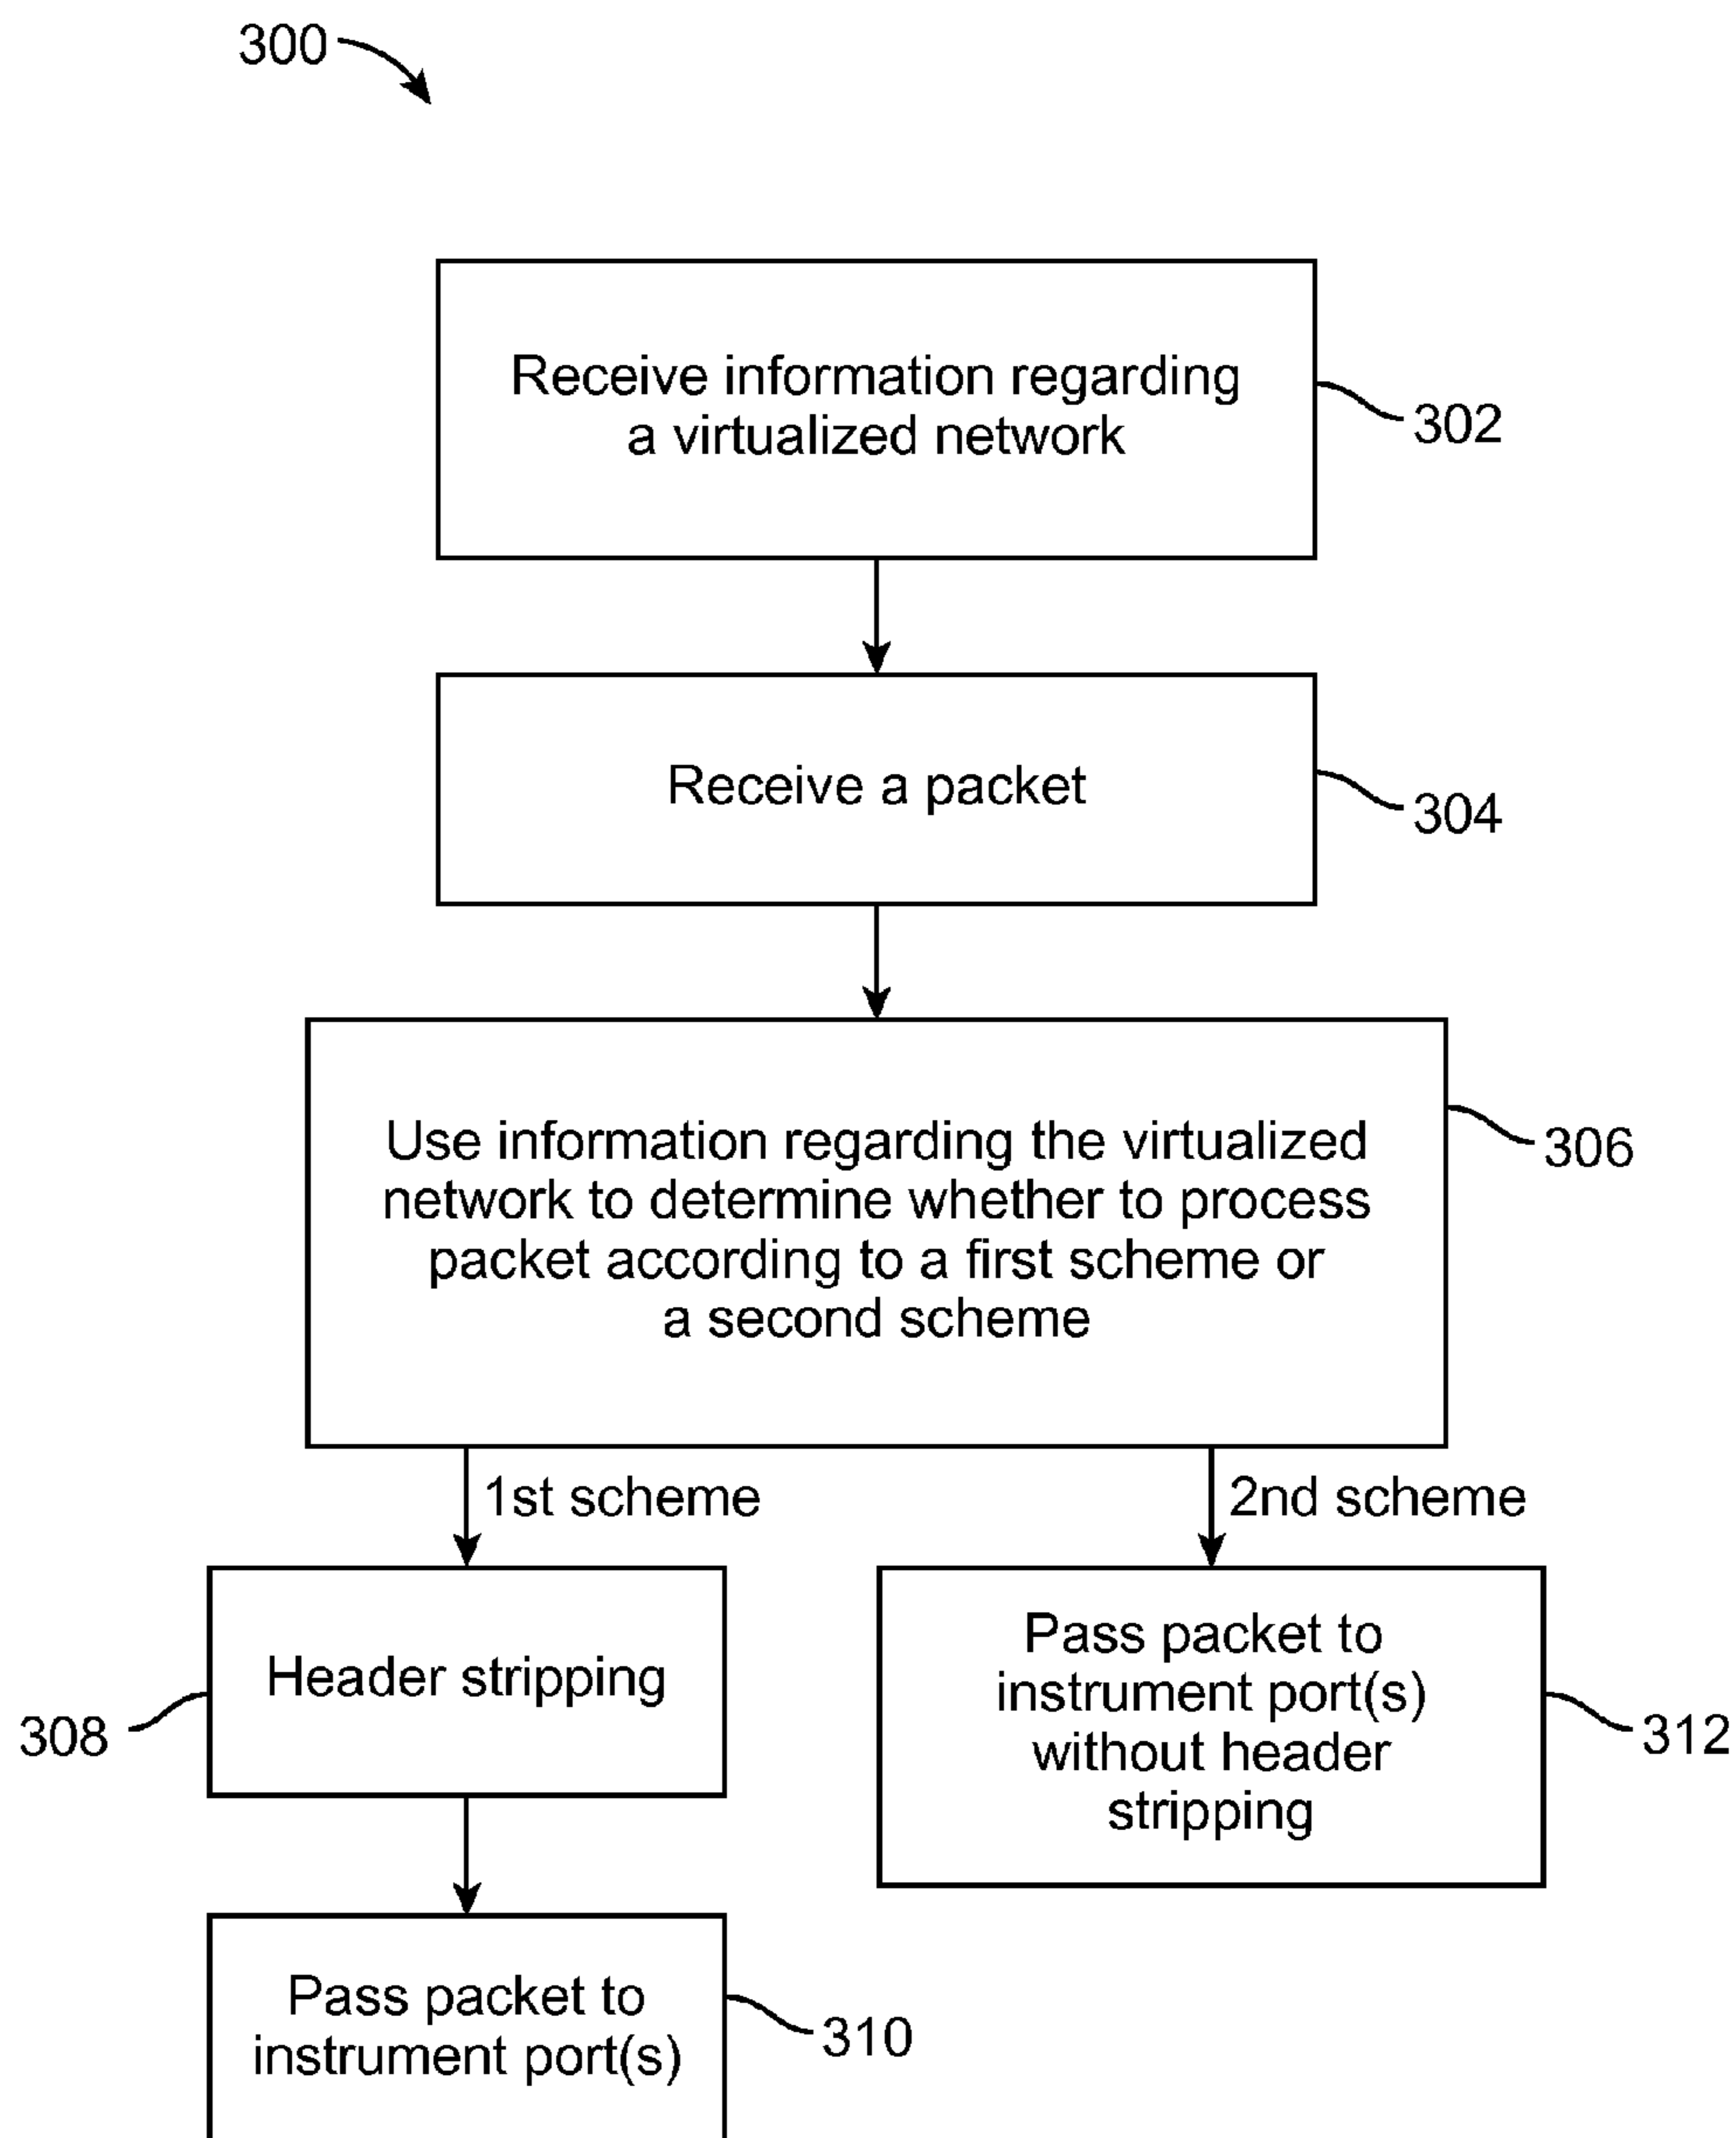 300
Receive information regarding
a virtualized network
302
Receive a packet
304
Use information regarding the virtualized
network to determine whether to process
packet according to a first scheme or
a second scheme
306
1st scheme
2nd scheme
Header stripping
308
Pass packet to
instrument port(s)
without header
stripping
312
Pass packet to
instrument port(s)
310